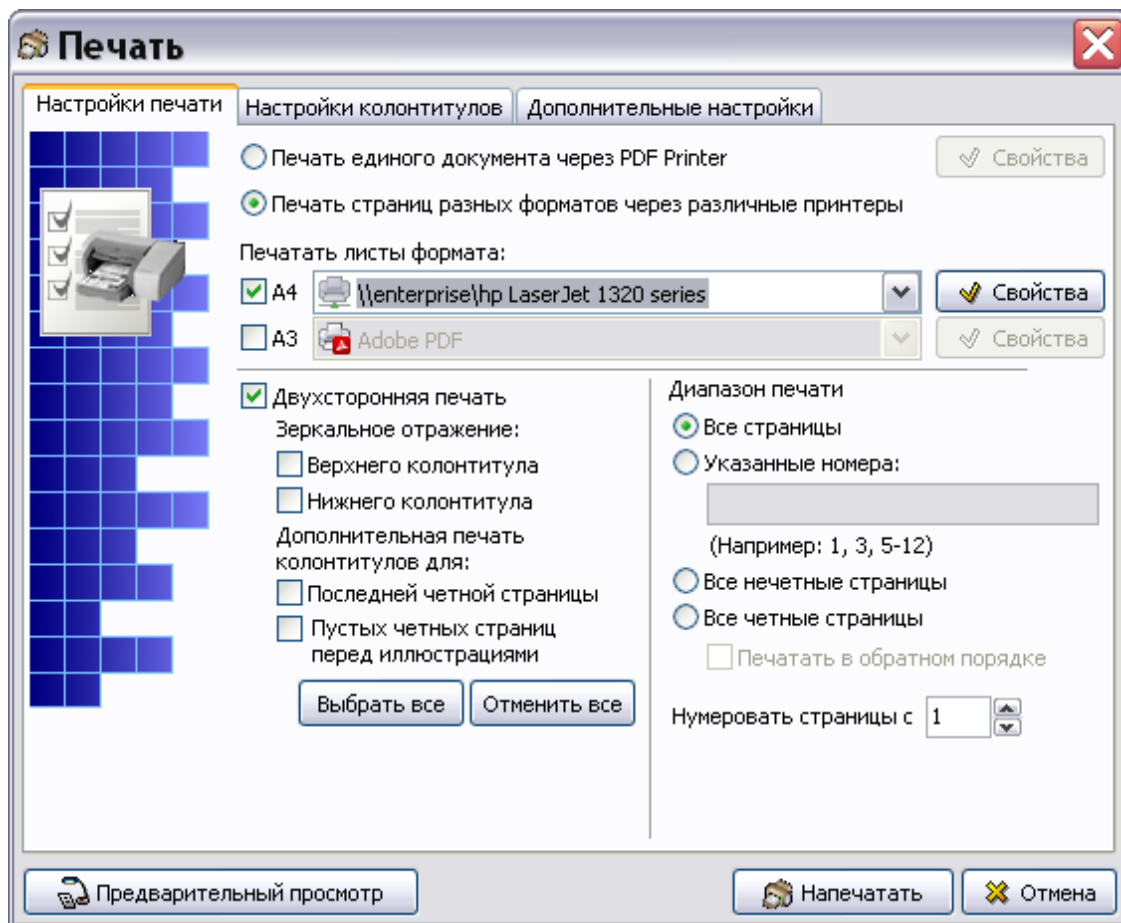 Печать
Настройки печати
Настройки колонтитулов
Дополнительные настройки
Печать единого документа через PDF Printer
Свойства
Печать страниц разных форматов через различные принтеры
Печатать листы формата:
A4
\\enterprise\hp LaserJet 1320 series
Свойства
A3
Adobe PDF
Свойства
Двухсторонняя печать
Зеркальное отражение:
Верхнего колонтитула
Нижнего колонтитула
Дополнительная печать
колонтитулов для:
Последней четной страницы
Пустых четных страниц
перед иллюстрациями
Выбрать все
Отменить все
Диапазон печати
Все страницы
Указанные номера:
(Например: 1, 3, 5-12)
Все нечетные страницы
Все четные страницы
Печатать в обратном порядке
Нумеровать страницы с
1
Предварительный просмотр
Напечатать
Отмена